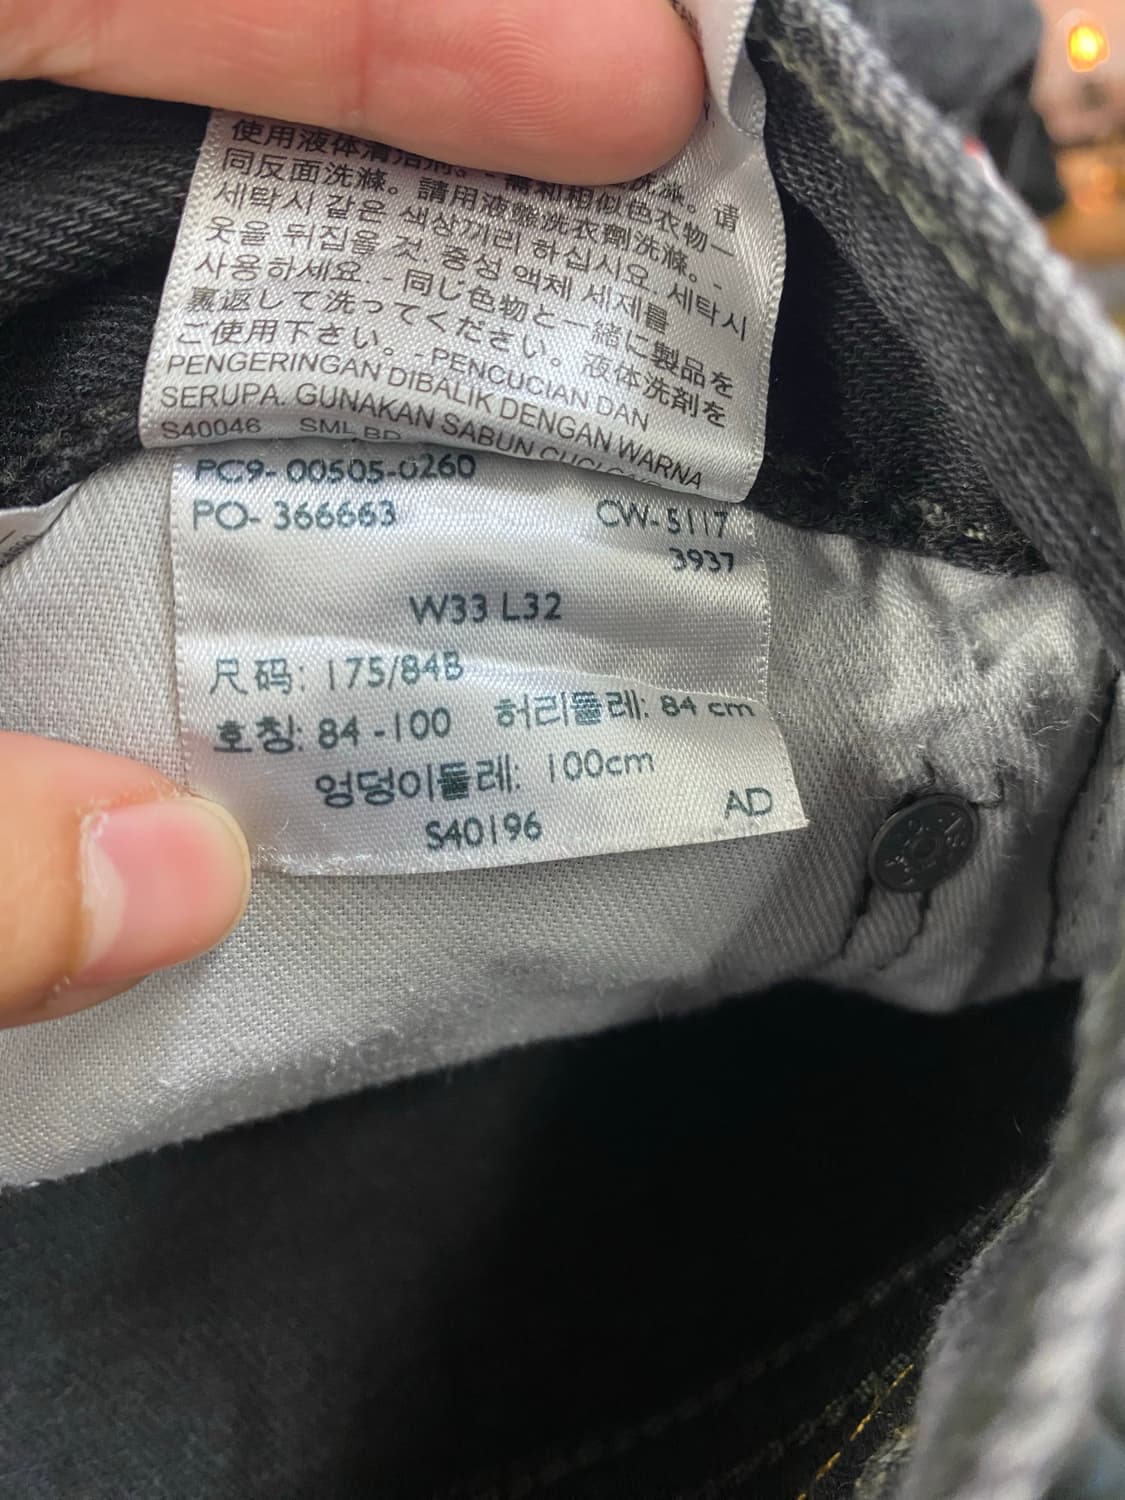 使用液体清洁剂。
同反面洗滌。請用液體洗衣劑洗滌。-
세탁시 같은 색상끼리 하십시요. 세탁시
옷을 뒤집을 것. 중성 액체 세제를
사용하세요. - 同じ色物と一緒に製品を
裏返して洗ってください。液体洗剤を
ご使用下さい。- PENCUCIAN DAN
PENGERINGAN DIBALIK DENGAN WARNA
SERUPA. GUNAKAN SABUN CUCI
S40046 SML BD
PC9- 00505-0260
PO- 366663 CW- 5117
3937
W33 L32
尺码: 175/84B
호칭: 84 -100 허리둘레: 84 cm
엉덩이둘레: 100cm
S40196 AD